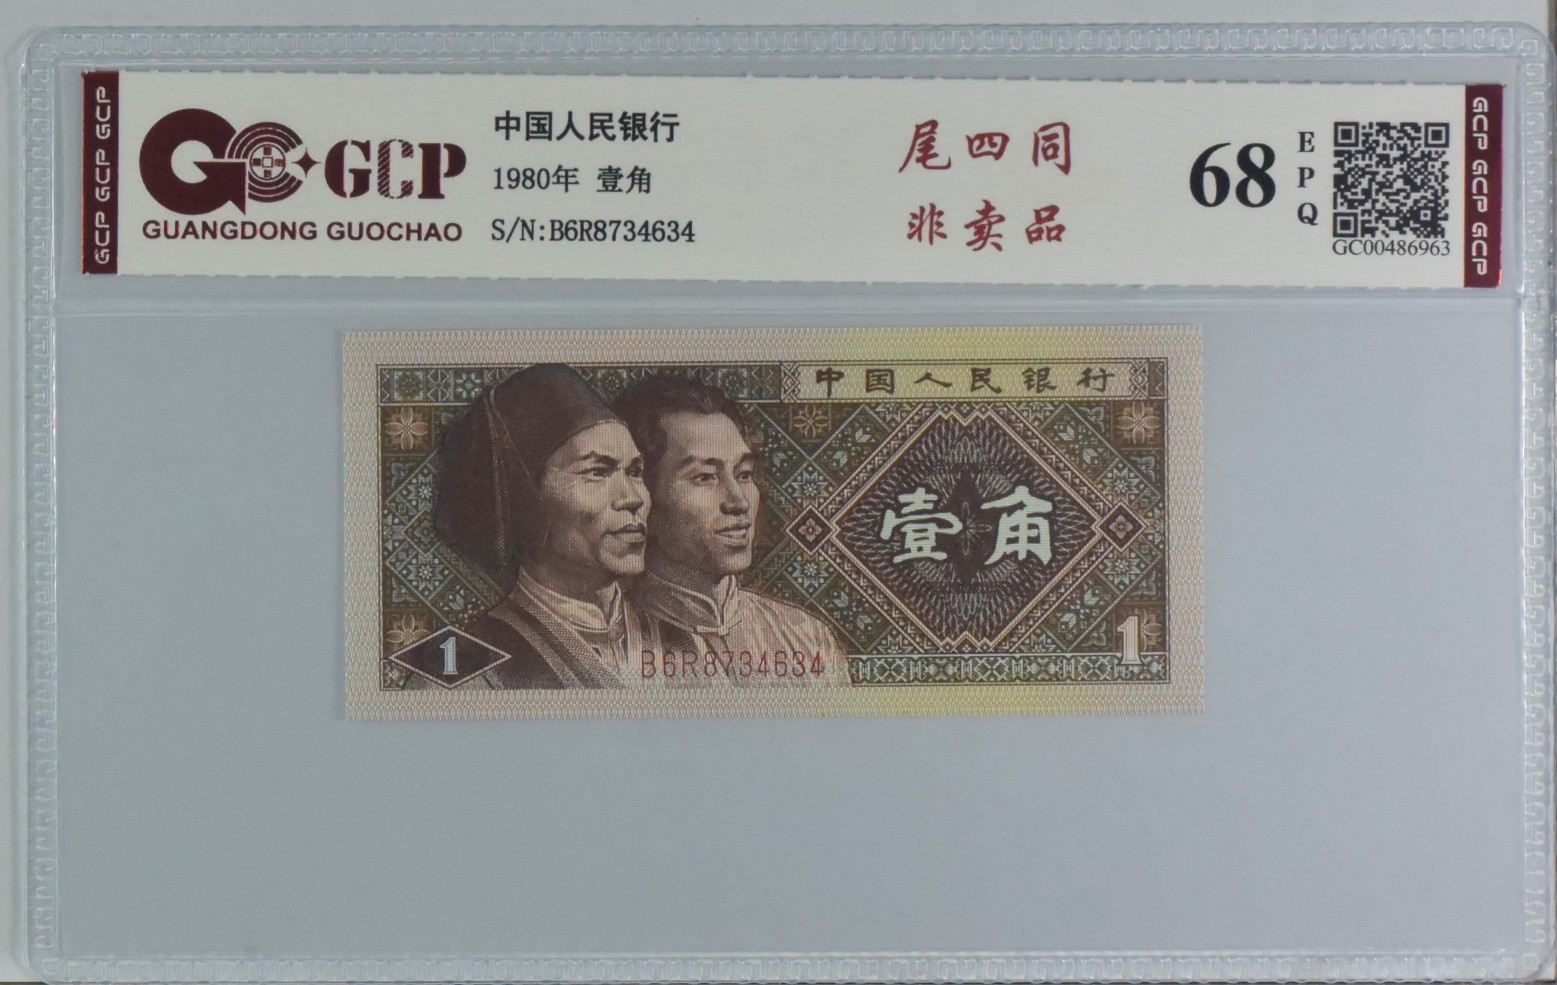 GCP GCP GCP
GCP
GUANGDONG GUOCHAO
中国人民银行
1980年 壹角
S/N:B6R8734634
尾四同
非卖品
68
EPQ
GC00486963
GCP GCP GCP
中国人民银行
壹角
1
B6R8734634
1